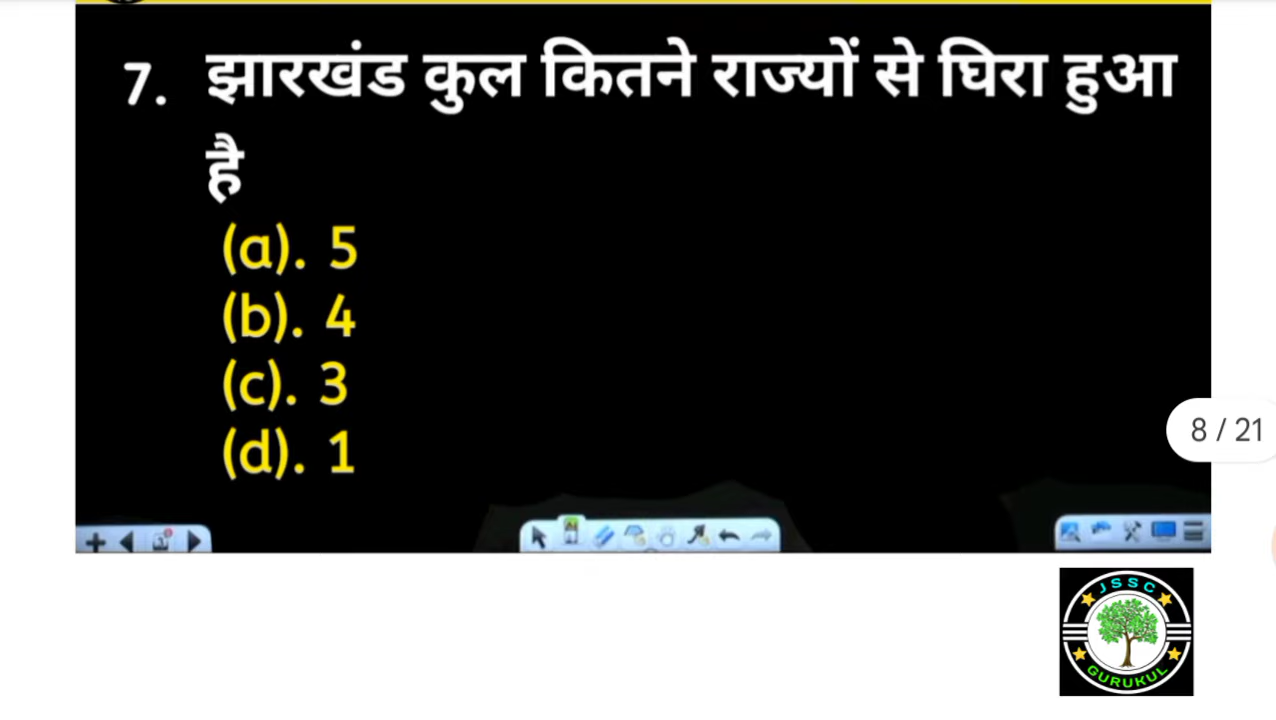 7. झारखंड कुल कितने राज्यों से घिरा हुआ
है
(a). 5
(b). 4
(c). 3
(d). 1
8 / 21
JSSC
GURUKUL